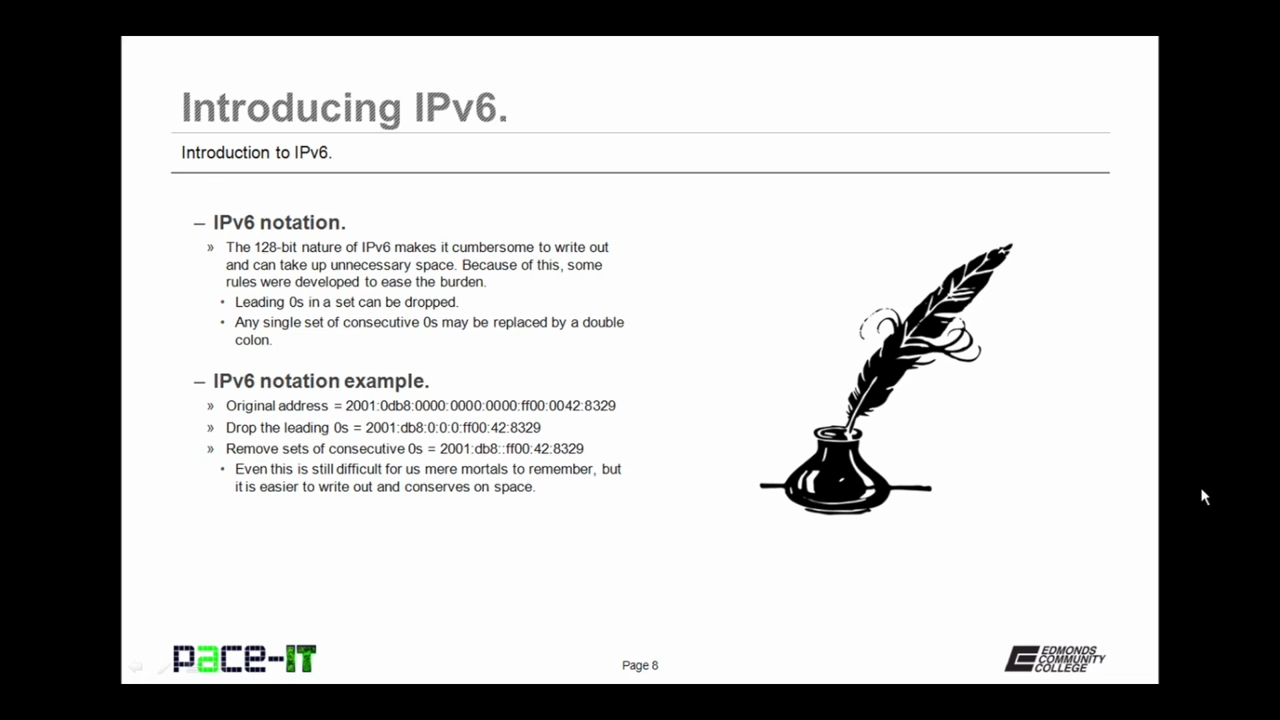 Introducing IPv6.
Introduction to IPv6.
– IPv6 notation.
» The 128-bit nature of IPv6 makes it cumbersome to write out
and can take up unnecessary space. Because of this, some
rules were developed to ease the burden.
• Leading 0s in a set can be dropped.
• Any single set of consecutive 0s may be replaced by a double
colon.
– IPv6 notation example.
» Original address = 2001:0db8:0000:0000:0000:ff00:0042:8329
» Drop the leading 0s = 2001:db8:0:0:0:ff00:42:8329
» Remove sets of consecutive 0s = 2001:db8::ff00:42:8329
• Even this is still difficult for us mere mortals to remember, but
it is easier to write out and conserves on space.
pace-IT
Page 8
EDMONDS
COMMUNITY
COLLEGE